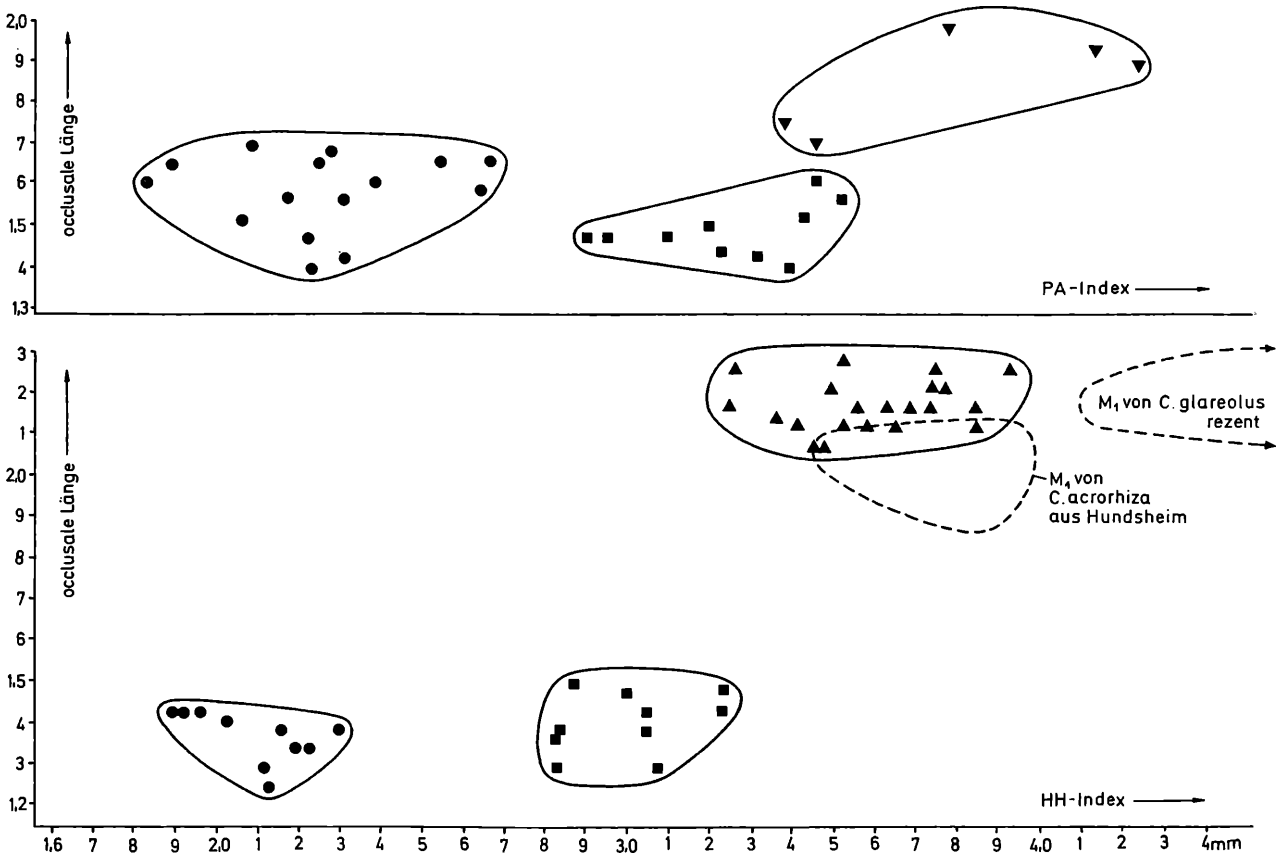 2,0
9
8
7
6
1,5
4
1,3
occlusale Länge
PA-Index
3
2
1
2,0
9
8
7
6
1,5
4
3
1,2
occlusale Länge
M₁ von C. glareolus
rezent
M₁ von
C. acrorhiza
aus Hundsheim
HH-Index
1,6 7 8 9 2,0 1 2 3 4 5 6 7 8 9 3,0 1 2 3 4 5 6 7 8 9 4,0 1 2 3 4mm